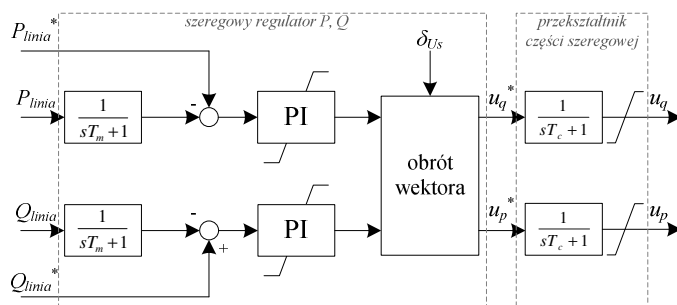 szeregowy regulator P, Q
przekształtnik
części szeregowej
P_linia*
δ_Us
P_linia
1
sT_m + 1
-
PI
u_q*
1
sT_c + 1
u_q
obrót
wektora
Q_linia
1
sT_m + 1
-
+
PI
u_p*
1
sT_c + 1
u_p
Q_linia*